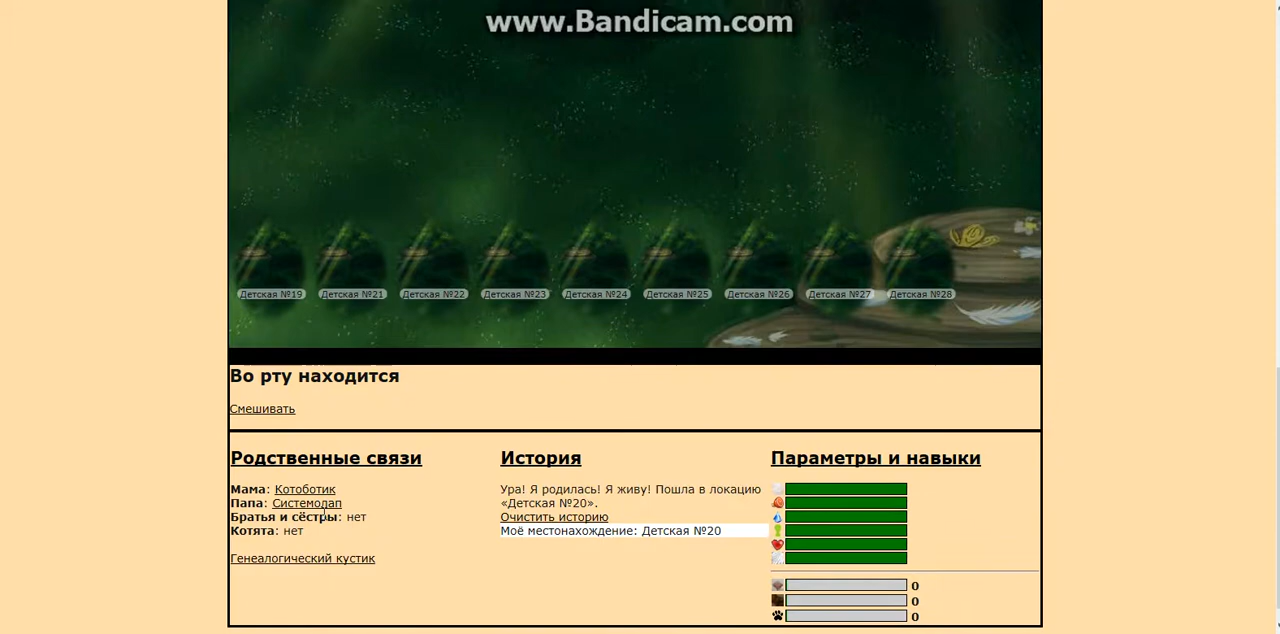 www.Bandicam.com
Детская №19 Детская №21 Детская №22 Детская №23 Детская №24 Детская №25 Детская №26 Детская №27 Детская №28
Во рту находится
Смешивать
Родственные связи
Мама: Котоботик
Папа: Системолап
Братья и сёстры: нет
Котята: нет
Генеалогический кустик
История
Ура! Я родилась! Я живу! Пошла в локацию
«Детская №20».
Очистить историю
Моё местонахождение: Детская №20
Параметры и навыки
0
0
0